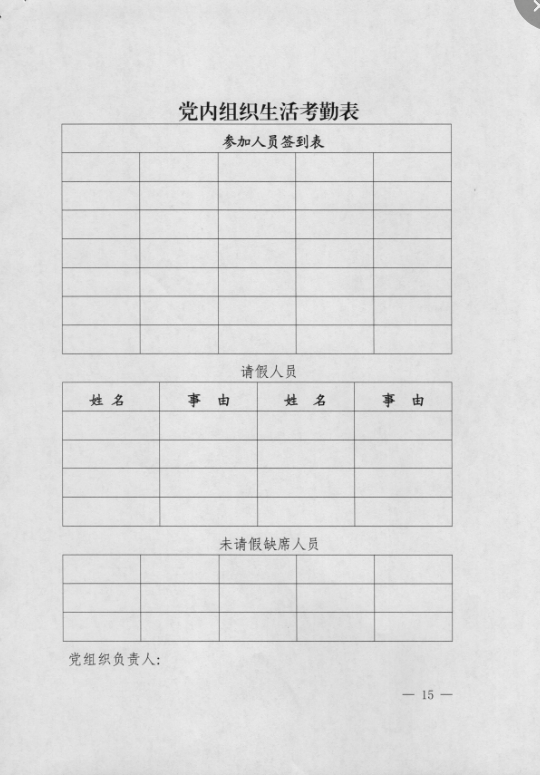 党内组织生活考勤表
参加人员签到表
请假人员
姓 名 事 由 姓 名 事 由
未请假缺席人员
党组织负责人:
— 15 —